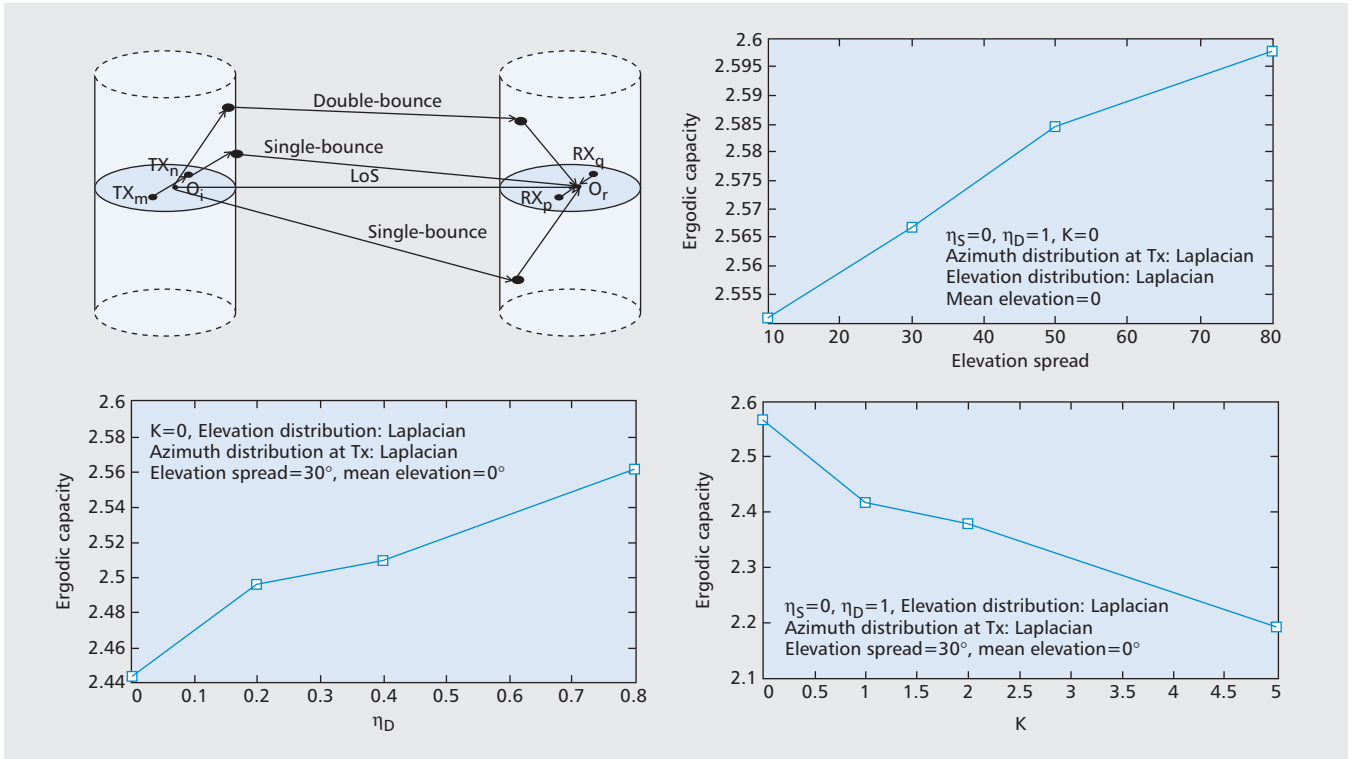 Double-bounce
Single-bounce
TXn
LoS
Oi
TXm
RXq
Or
RXp
Single-bounce
2.6
2.595
2.59
2.585
2.58
2.575
2.57
2.565
2.56
2.555
Ergodic capacity
ηS=0, ηD=1, K=0
Azimuth distribution at Tx: Laplacian
Elevation distribution: Laplacian
Mean elevation=0
10 20 30 40 50 60 70 80
Elevation spread
2.6
2.58
2.56
2.54
2.52
2.5
2.48
2.46
2.44
Ergodic capacity
K=0, Elevation distribution: Laplacian
Azimuth distribution at Tx: Laplacian
Elevation spread=30°, mean elevation=0°
0 0.1 0.2 0.3 0.4 0.5 0.6 0.7 0.8
ηD
2.6
2.5
2.4
2.3
2.2
2.1
Ergodic capacity
ηS=0, ηD=1, Elevation distribution: Laplacian
Azimuth distribution at Tx: Laplacian
Elevation spread=30°, mean elevation=0°
0 0.5 1 1.5 2 2.5 3 3.5 4 4.5 5
K